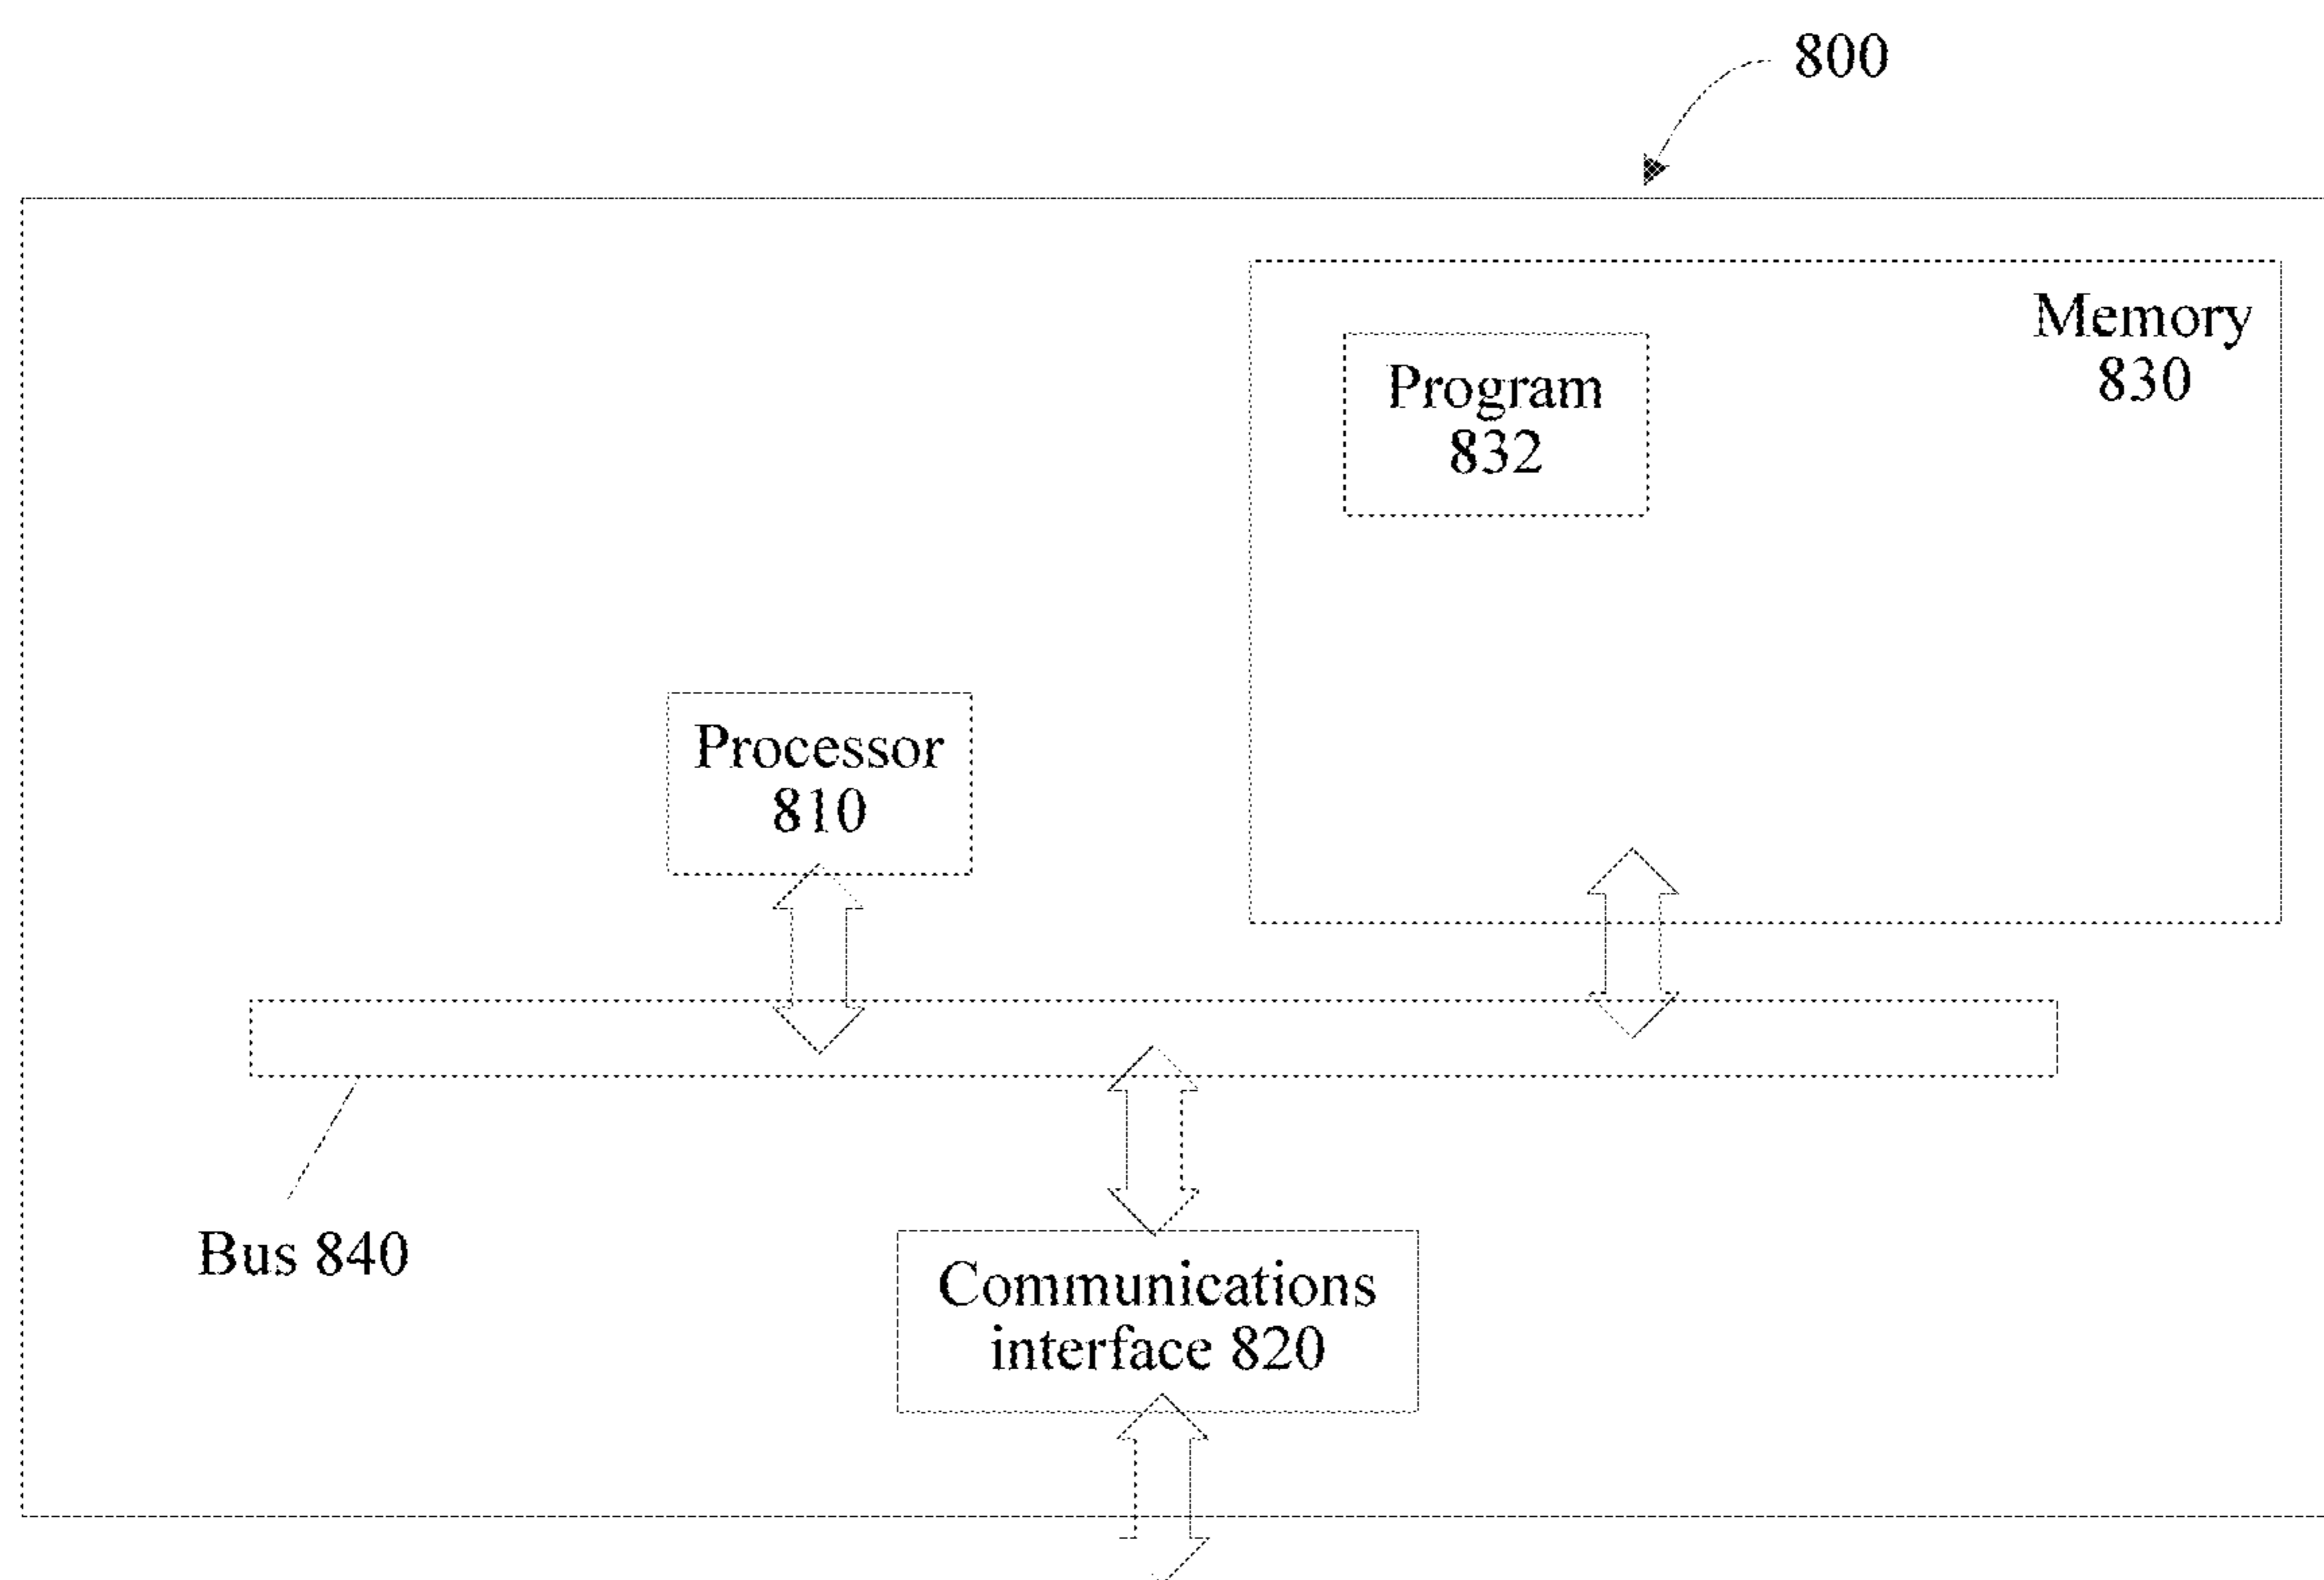 800
Memory
830
Program
832
Processor
810
Bus 840
Communications
interface 820